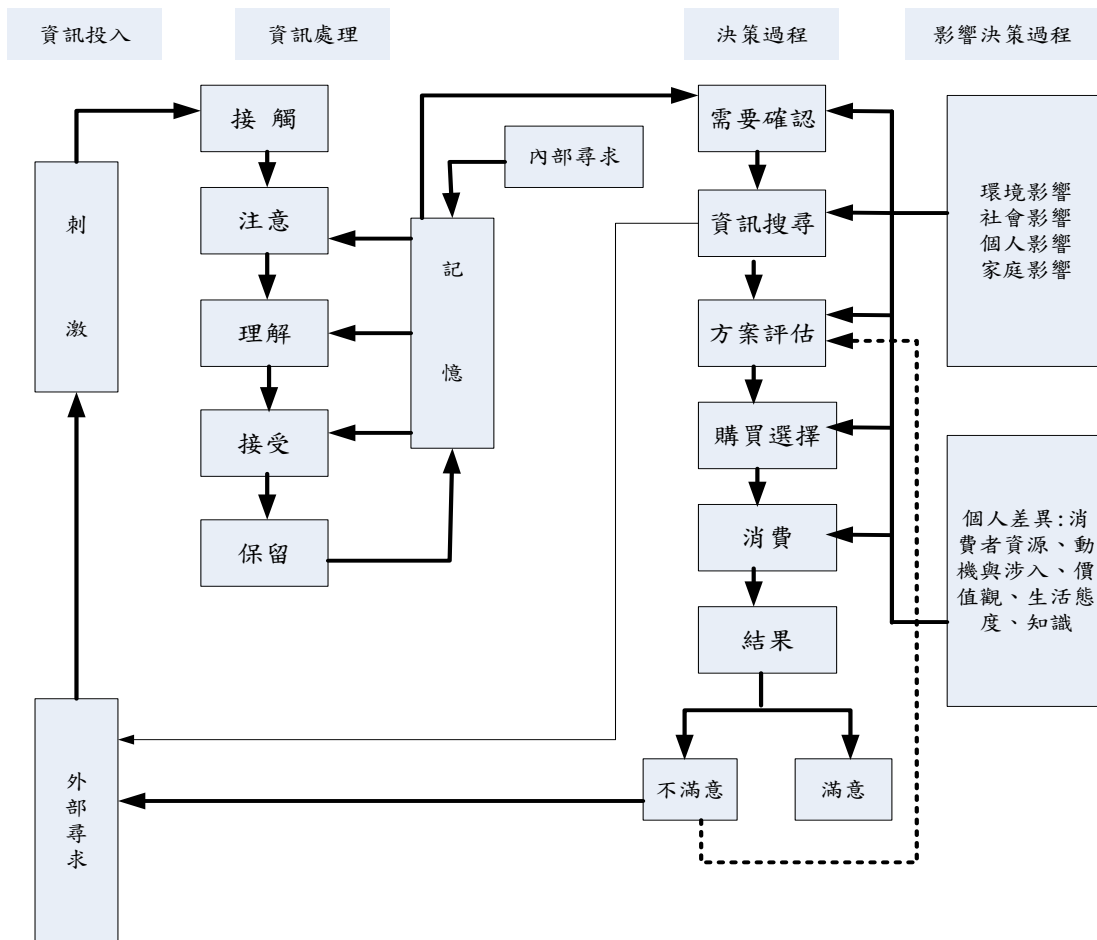 資訊投入
資訊處理
決策過程
影響決策過程
刺
激
外
部
尋
求
接 觸
注意
理解
接受
保留
內部尋求
記
憶
需要確認
資訊搜尋
方案評估
購買選擇
消費
結果
不滿意
滿意
環境影響
社會影響
個人影響
家庭影響
個人差異:消
費者資源、動
機與涉入、價
值觀、生活態
度、知識